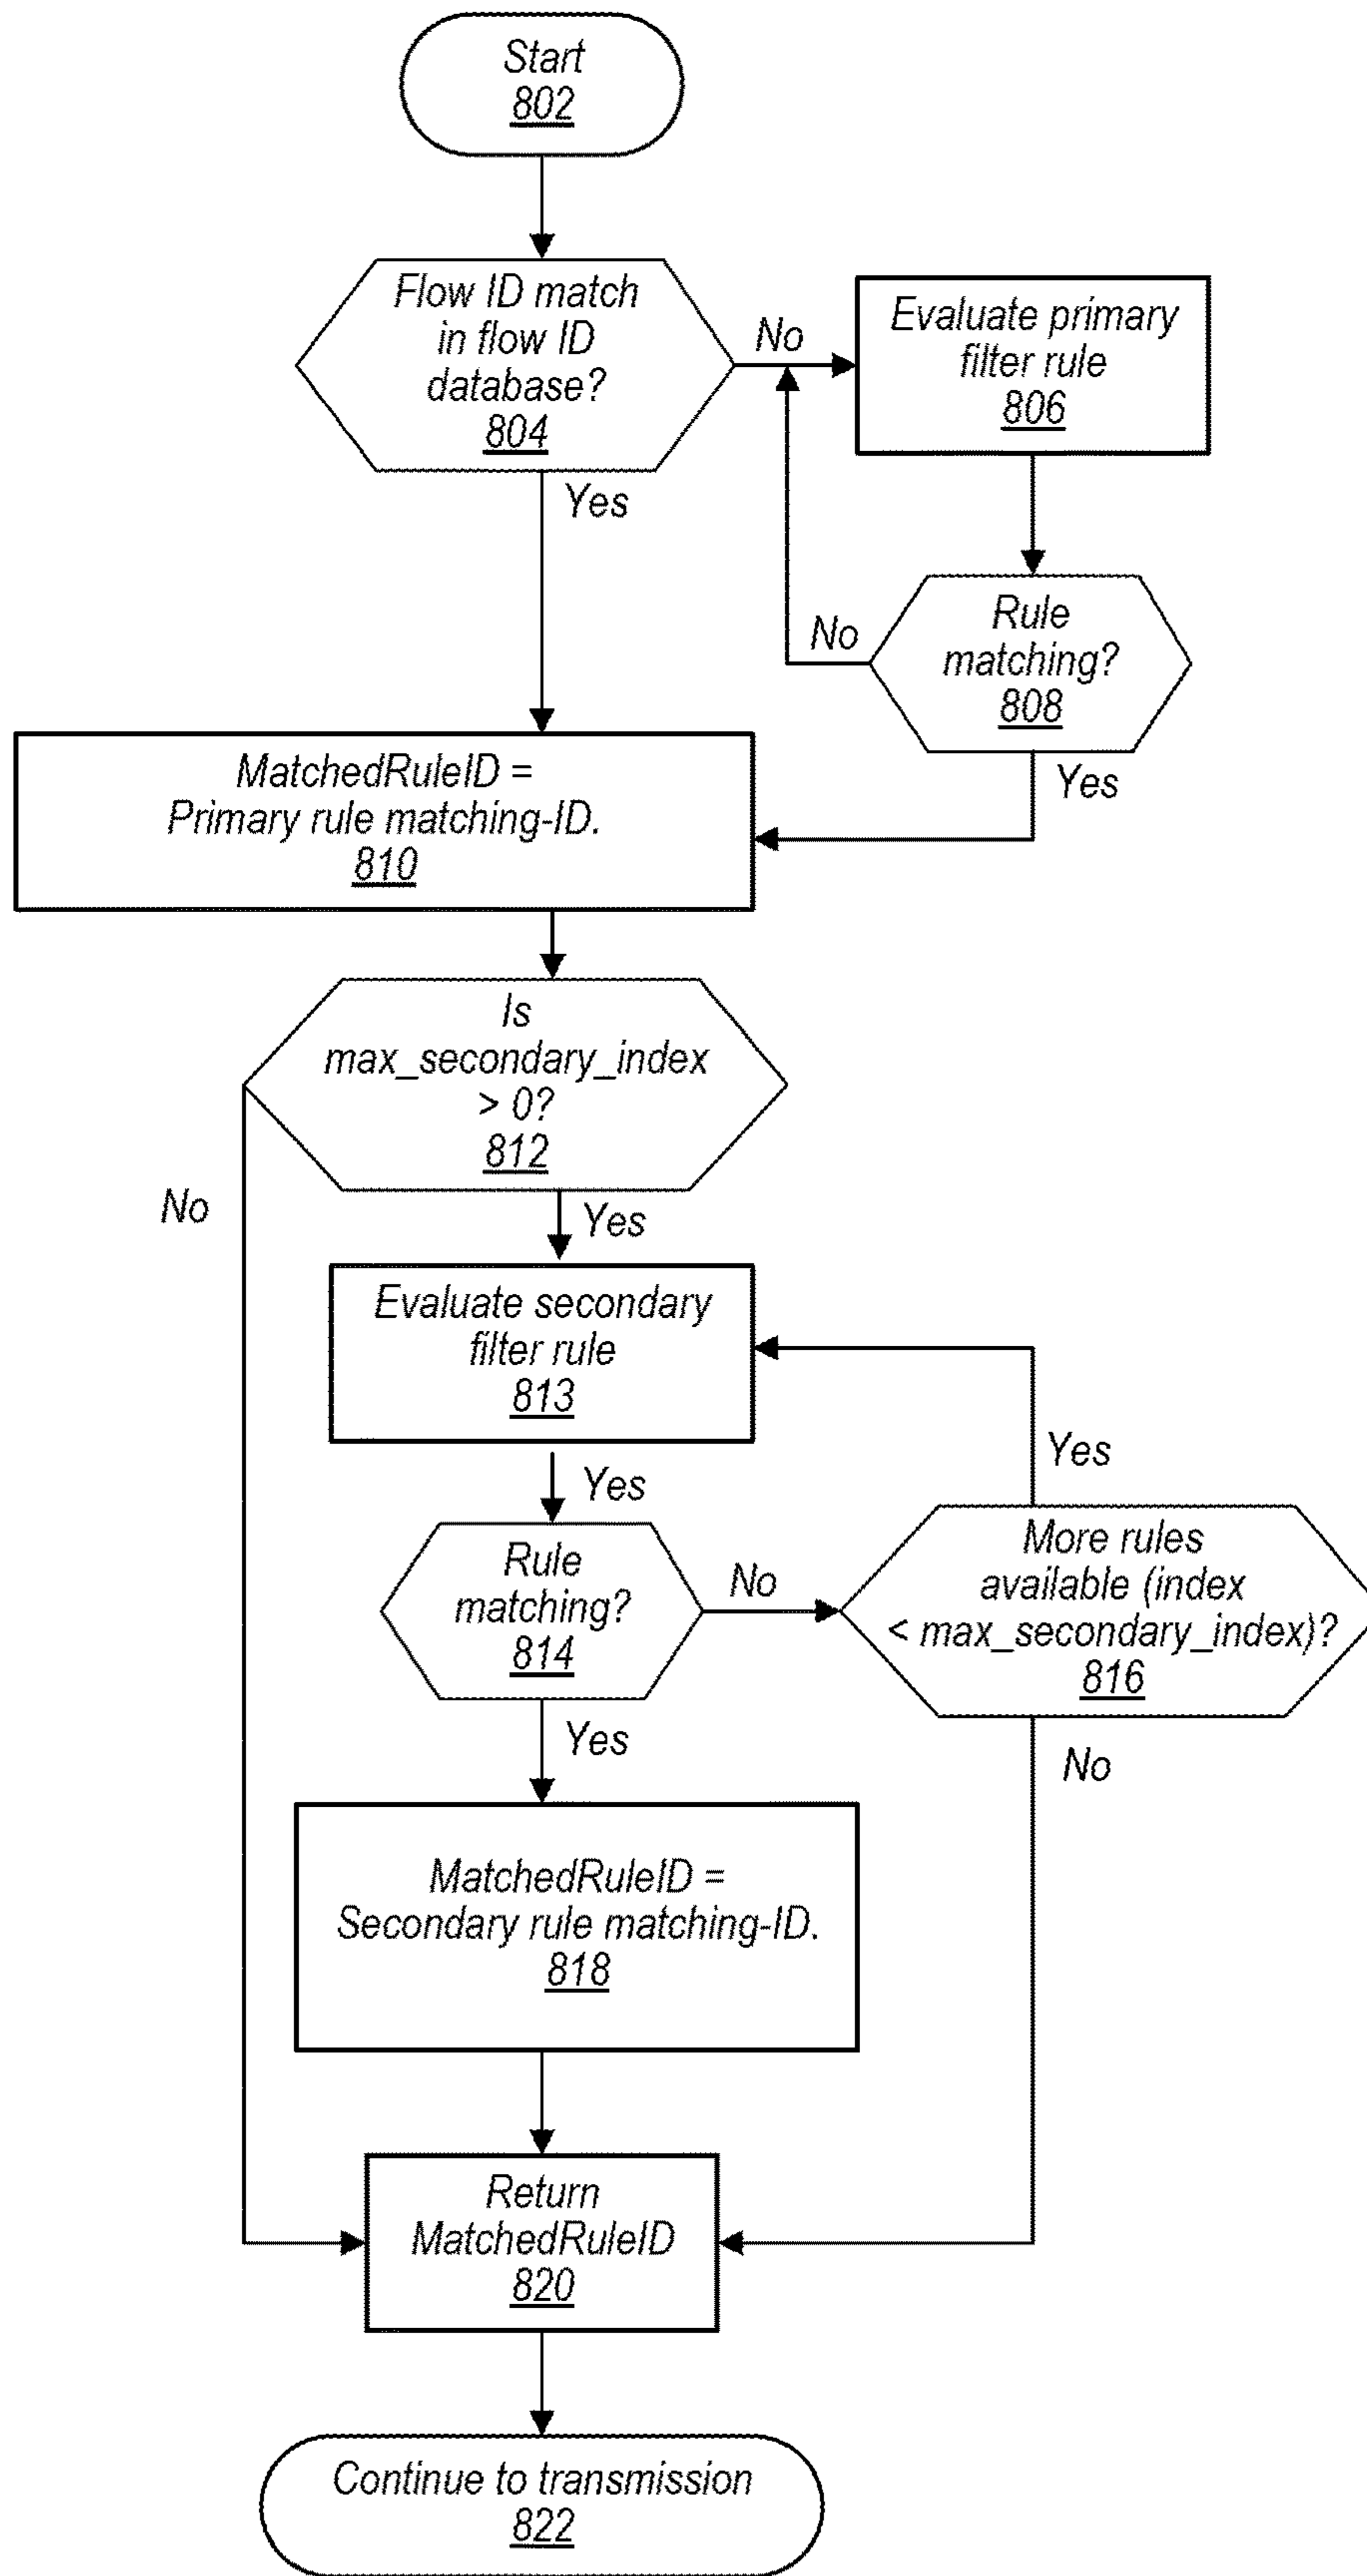 Start
802
Flow ID match
in flow ID
database?
804
No
Evaluate primary
filter rule
806
Yes
Rule
matching?
808
No
Yes
MatchedRuleID =
Primary rule matching-ID.
810
Is
max_secondary_index
> 0?
812
No
Yes
Evaluate secondary
filter rule
813
Yes
Yes
Rule
matching?
814
No
More rules
available (index
< max_secondary_index)?
816
Yes
No
MatchedRuleID =
Secondary rule matching-ID.
818
Return
MatchedRuleID
820
Continue to transmission
822